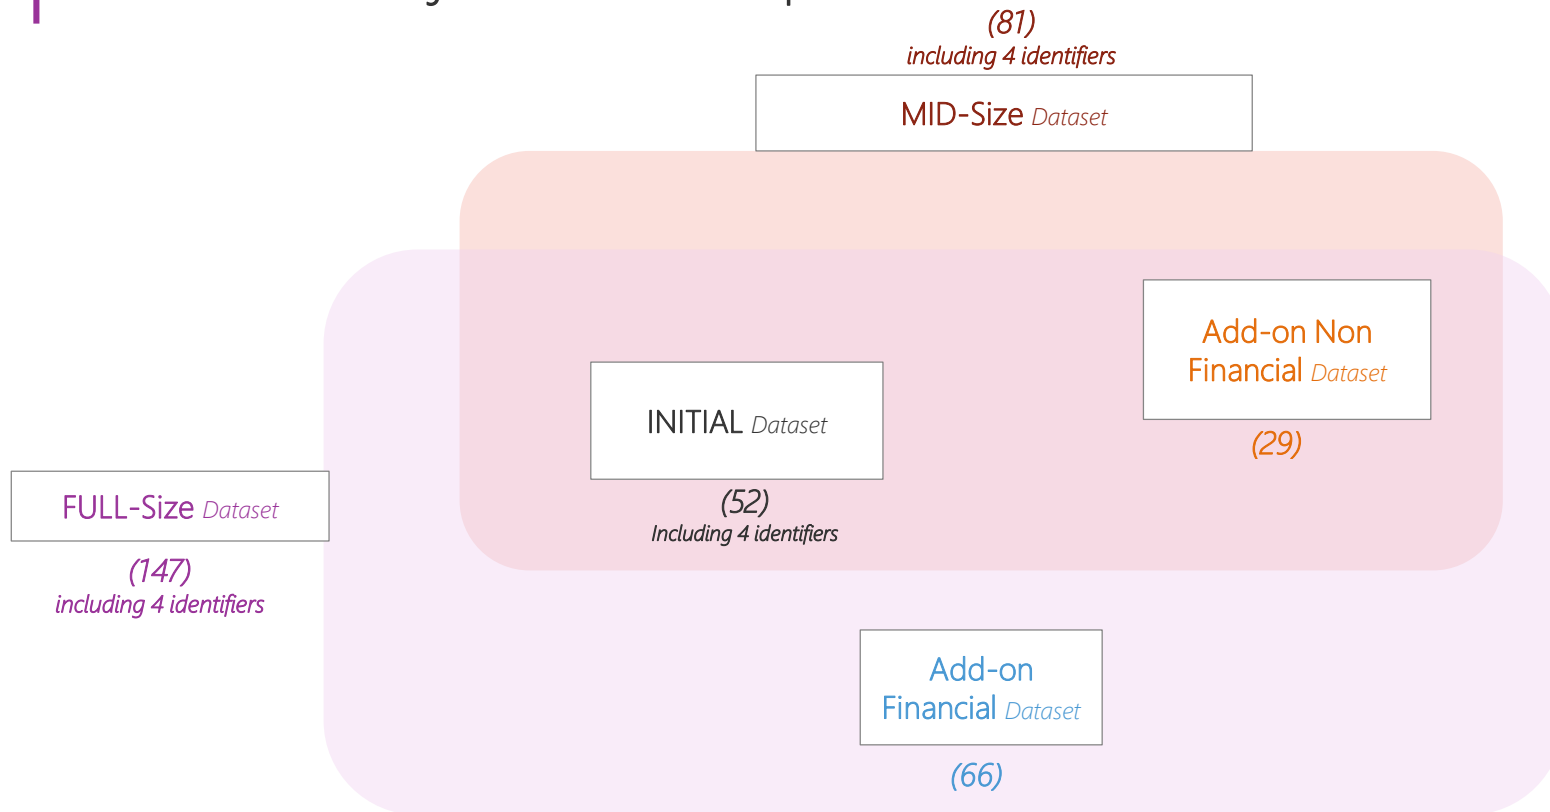 (81)
including 4 identifiers
MID-Size Dataset
Add-on Non
Financial Dataset
(29)
INITIAL Dataset
(52)
Including 4 identifiers
FULL-Size Dataset
(147)
including 4 identifiers
Add-on
Financial Dataset
(66)